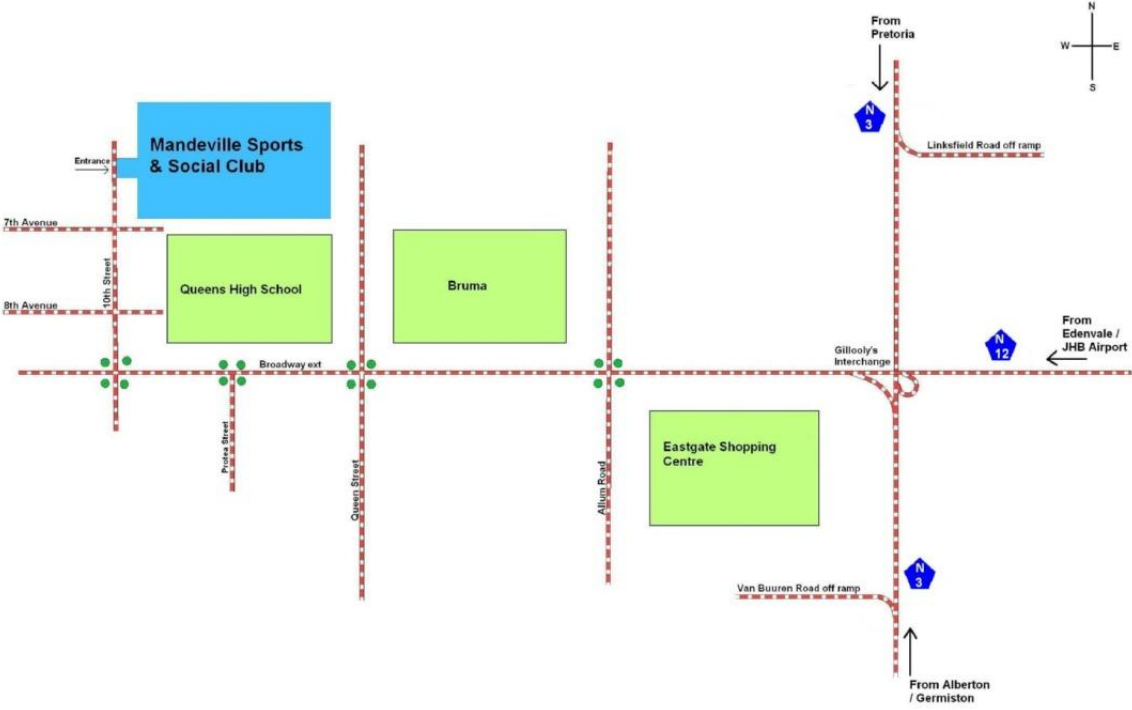 N
From
Pretoria
W
E
S
N
3
Mandeville Sports
& Social Club
Linksfield Road off ramp
Entrance
7th Avenue
10th Street
Queens High School
Bruma
8th Avenue
From
Edenvale /
JHB Airport
N
12
Gillooly's
Interchange
Broadway ext
Protea Street
Queen Street
Allum Road
Eastgate Shopping
Centre
N
3
Van Buuren Road off ramp
From Alberton
/ Germiston